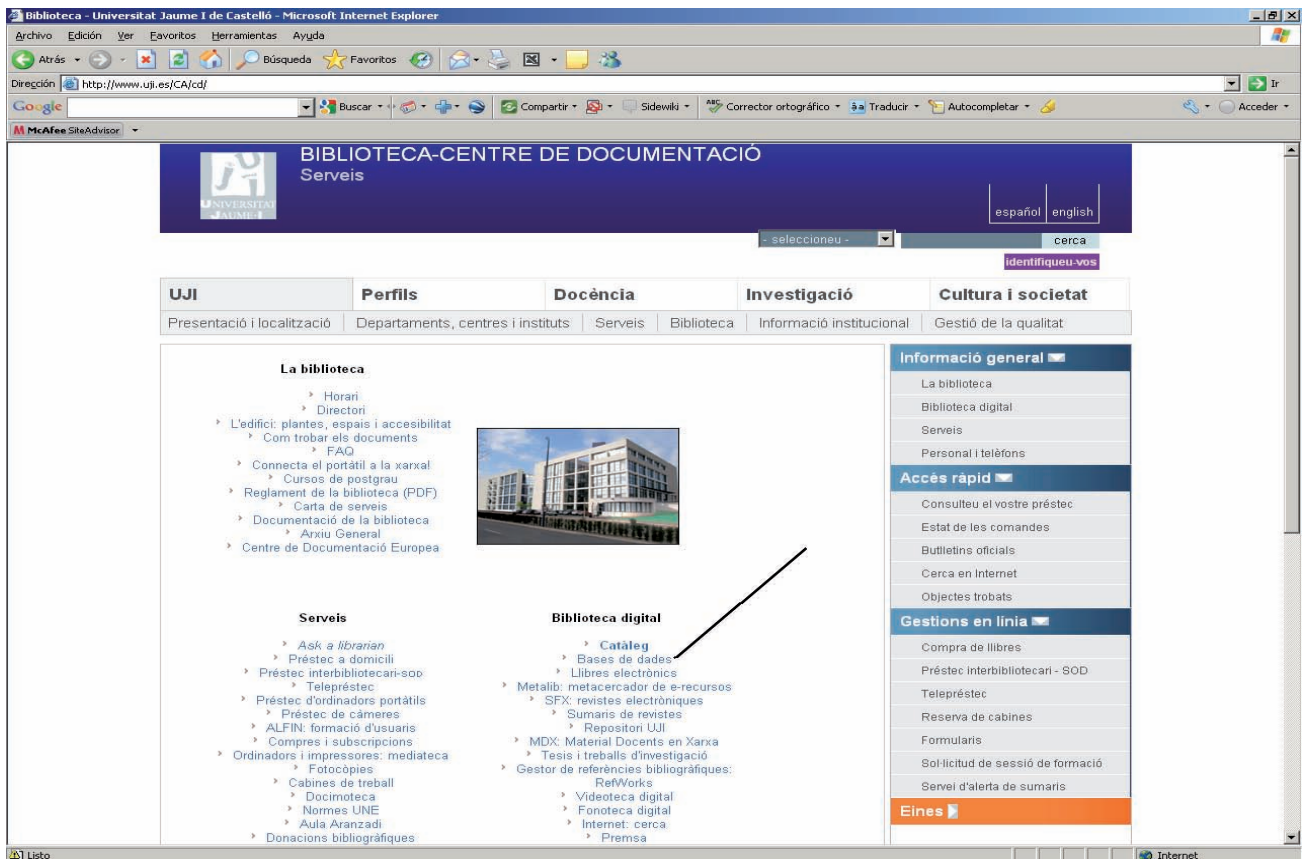 Biblioteca - Universitat Jaume I de Castelló - Microsoft Internet Explorer
Archivo Edición Ver Favoritos Herramientas Ayuda
Atrás Búsqueda Favoritos
Dirección http://www.uji.es/CA/cd/ Ir
Google Buscar Compartir Sidewiki Corrector ortográfico Traducir Autocompletar Acceder
McAfee SiteAdvisor
BIBLIOTECA-CENTRE DE DOCUMENTACIÓ
Serveis
UNIVERSITAT
JAUME·I
español english
- seleccioneu - cerca
identifiqueu-vos
UJI Perfils Docència Investigació Cultura i societat
Presentació i localització Departaments, centres i instituts Serveis Biblioteca Informació institucional Gestió de la qualitat
La biblioteca
Horari
Directori
L'edifici: plantes, espais i accesibilitat
Com trobar els documents
FAQ
Connecta el portàtil a la xarxa!
Cursos de postgrau
Reglament de la biblioteca (PDF)
Carta de serveis
Documentació de la biblioteca
Arxiu General
Centre de Documentació Europea
Serveis
Ask a librarian
Préstec a domicili
Préstec interbibliotecari-SOD
Telepréstec
Préstec d'ordinadors portàtils
Préstec de càmeres
ALFIN: formació d'usuaris
Compres i subscripcions
Ordinadors i impressores: mediateca
Fotocòpies
Cabines de treball
Docimoteca
Normes UNE
Aula Aranzadi
Donacions bibliogràfiques
Biblioteca digital
Catàleg
Bases de dades
Llibres electrònics
Metalib: metacercador de e-recursos
SFX: revistes electròniques
Sumaris de revistes
Repositori UJI
MDX: Material Docents en Xarxa
Tesis i treballs d'investigació
Gestor de referències bibliogràfiques:
RefWorks
Videoteca digital
Fonoteca digital
Internet: cerca
Premsa
Informació general
La biblioteca
Biblioteca digital
Serveis
Personal i telèfons
Accès ràpid
Consulteu el vostre préstec
Estat de les comandes
Butlletins oficials
Cerca en Internet
Objectes trobats
Gestions en línia
Compra de llibres
Préstec interbibliotecari - SOD
Telepréstec
Reserva de cabines
Formularis
Sol·licitud de sessió de formació
Servei d'alerta de sumaris
Eines
Listo Internet